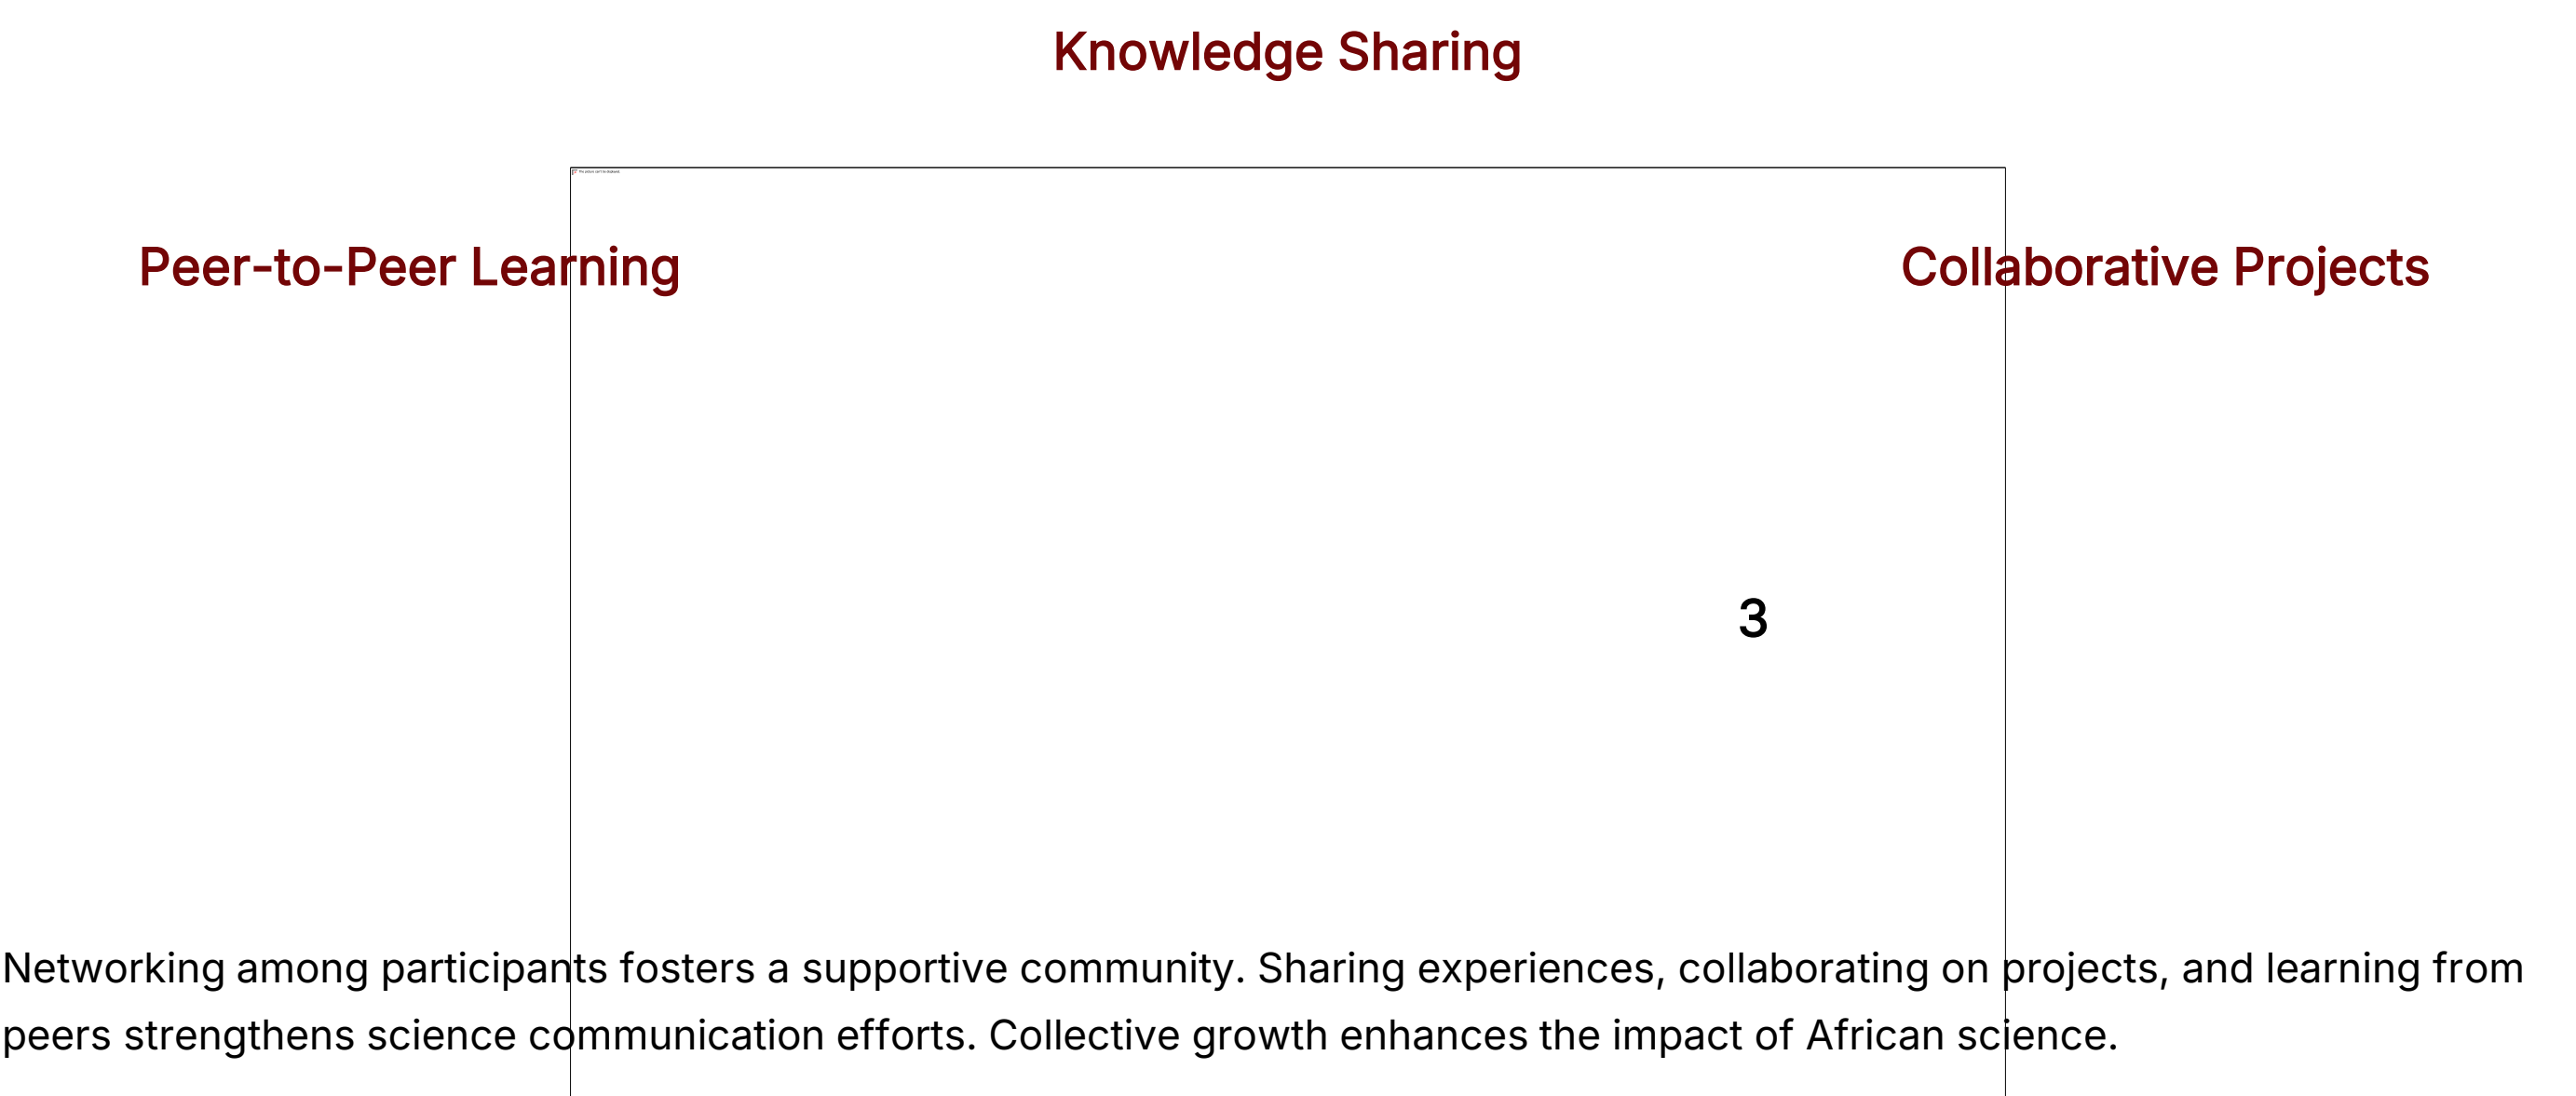 Knowledge Sharing
Peer-to-Peer Learning
Collaborative Projects
3
Networking among participants fosters a supportive community. Sharing experiences, collaborating on projects, and learning from
peers strengthens science communication efforts. Collective growth enhances the impact of African science.